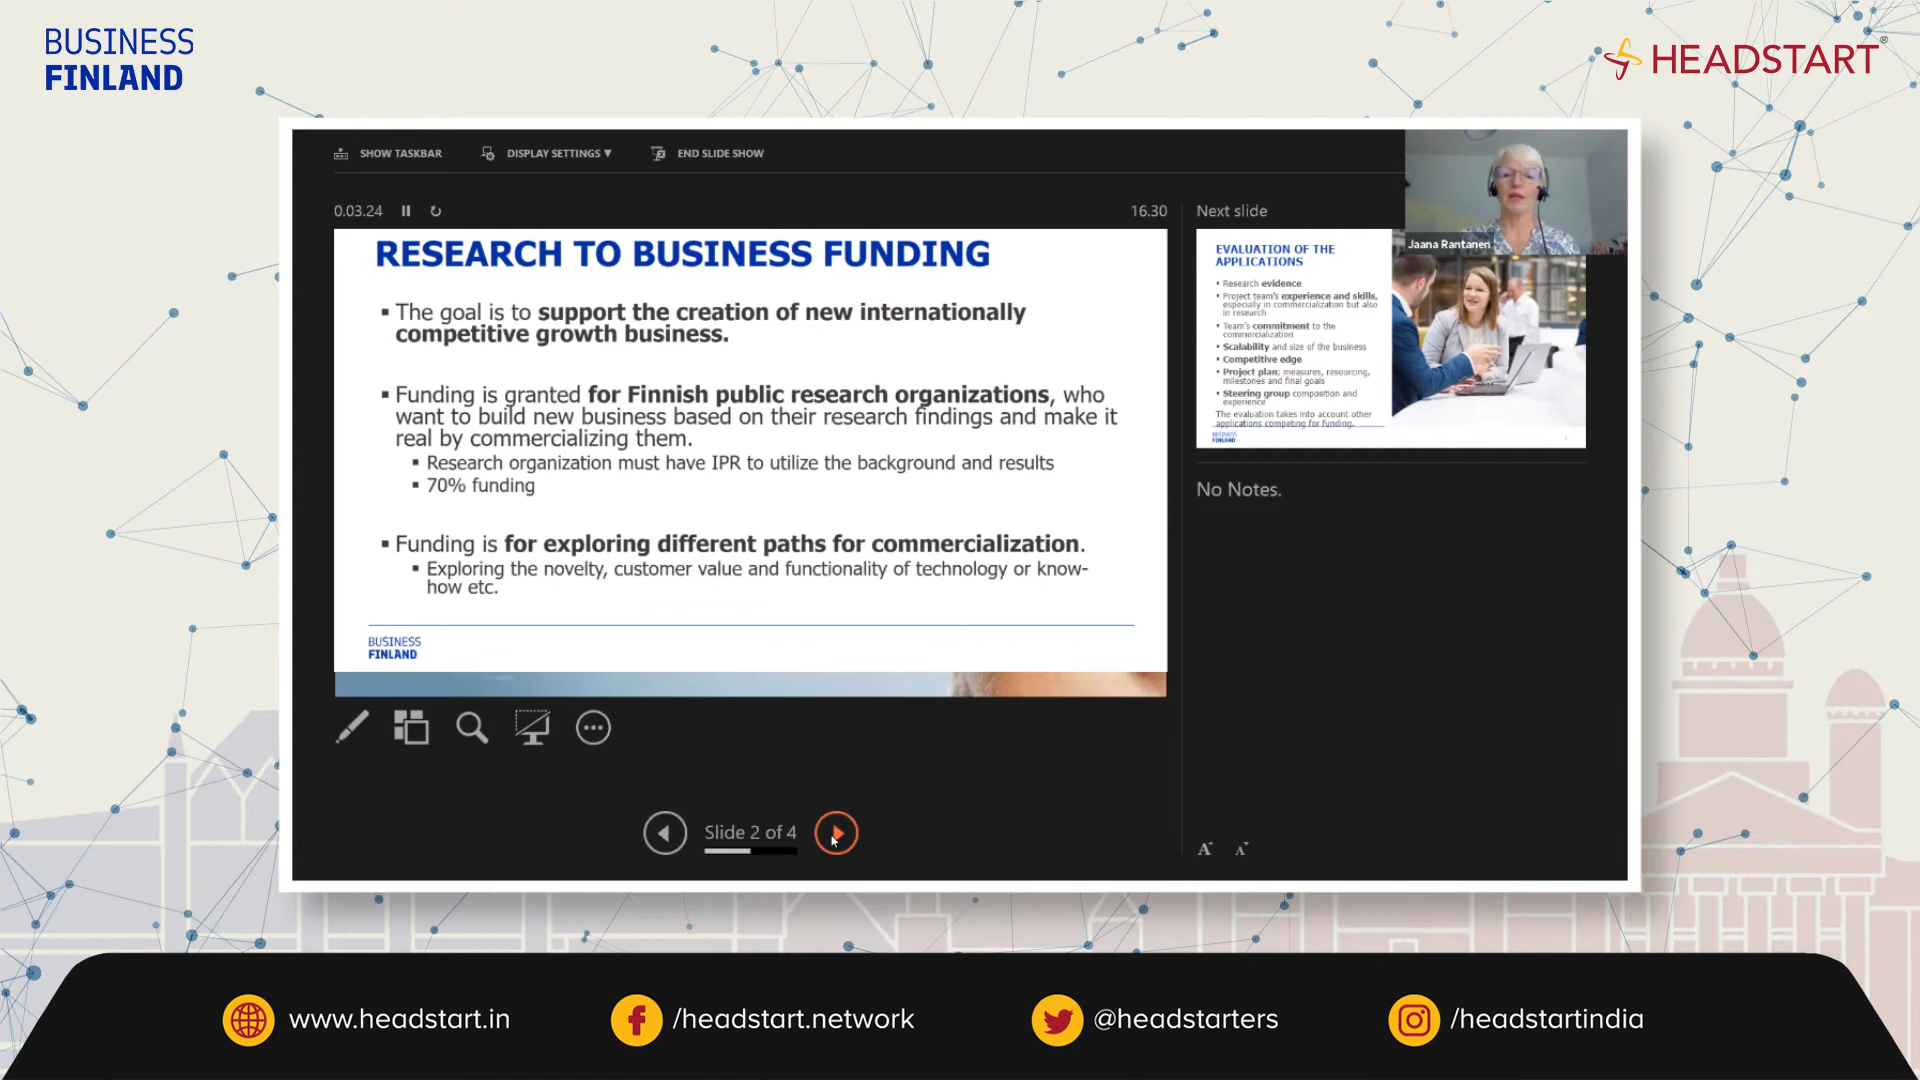 BUSINESS
FINLAND
HEADSTART®
SHOW TASKBAR
DISPLAY SETTINGS ▼
END SLIDE SHOW
0.03.24
16.30
Next slide
Jaana Rantanen
RESEARCH TO BUSINESS FUNDING
▪ The goal is to support the creation of new internationally
competitive growth business.
▪ Funding is granted for Finnish public research organizations, who
want to build new business based on their research findings and make it
real by commercializing them.
▪ Research organization must have IPR to utilize the background and results
▪ 70% funding
▪ Funding is for exploring different paths for commercialization.
▪ Exploring the novelty, customer value and functionality of technology or know-
how etc.
BUSINESS
FINLAND
EVALUATION OF THE
APPLICATIONS
• Research evidence
• Project team's experience and skills,
especially in commercialization but also
in research
• Team's commitment to the
commercialization
• Scalability and size of the business
• Competitive edge
• Project plan; measures, resourcing,
milestones and final goals
• Steering group composition and
experience
The evaluation takes into account other
applications competing for funding.
BUSINESS
FINLAND
No Notes.
Slide 2 of 4
A A
www.headstart.in
/headstart.network
@headstarters
/headstartindia